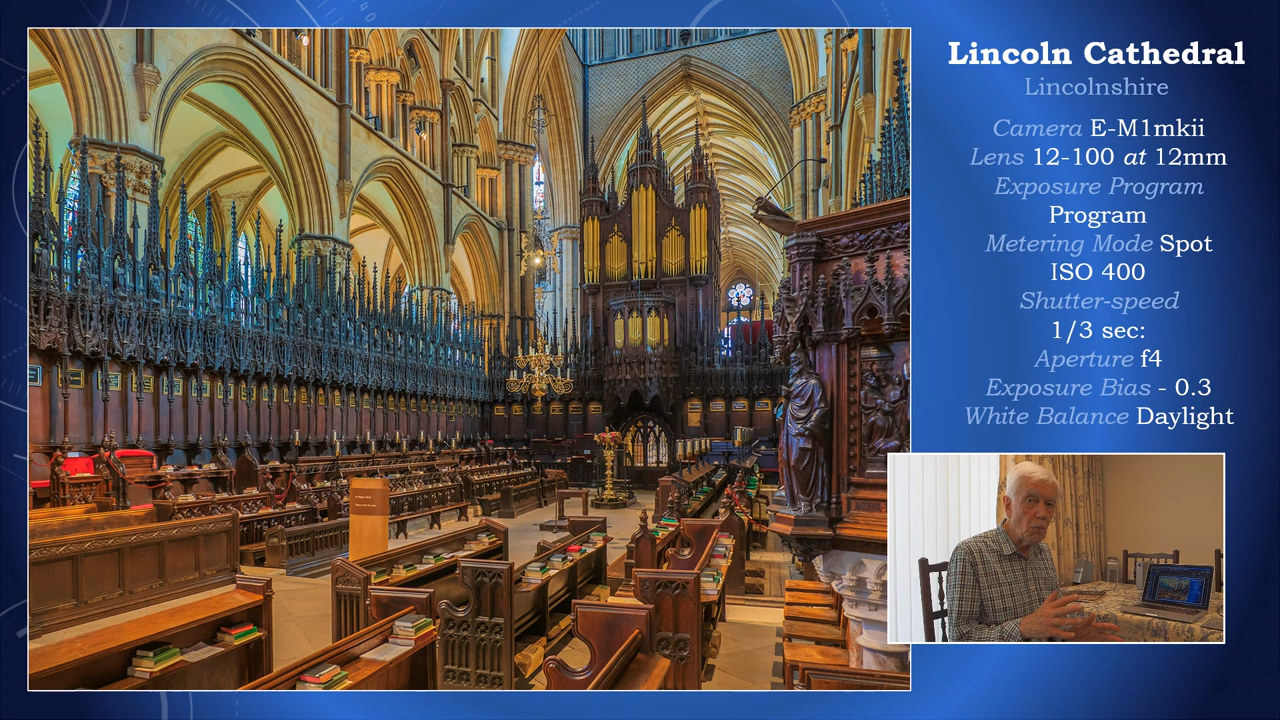 Lincoln Cathedral
Lincolnshire
Camera E-M1mkii
Lens 12-100 at 12mm
Exposure Program
Program
Metering Mode Spot
ISO 400
Shutter-speed
1/3 sec:
Aperture f4
Exposure Bias - 0.3
White Balance Daylight